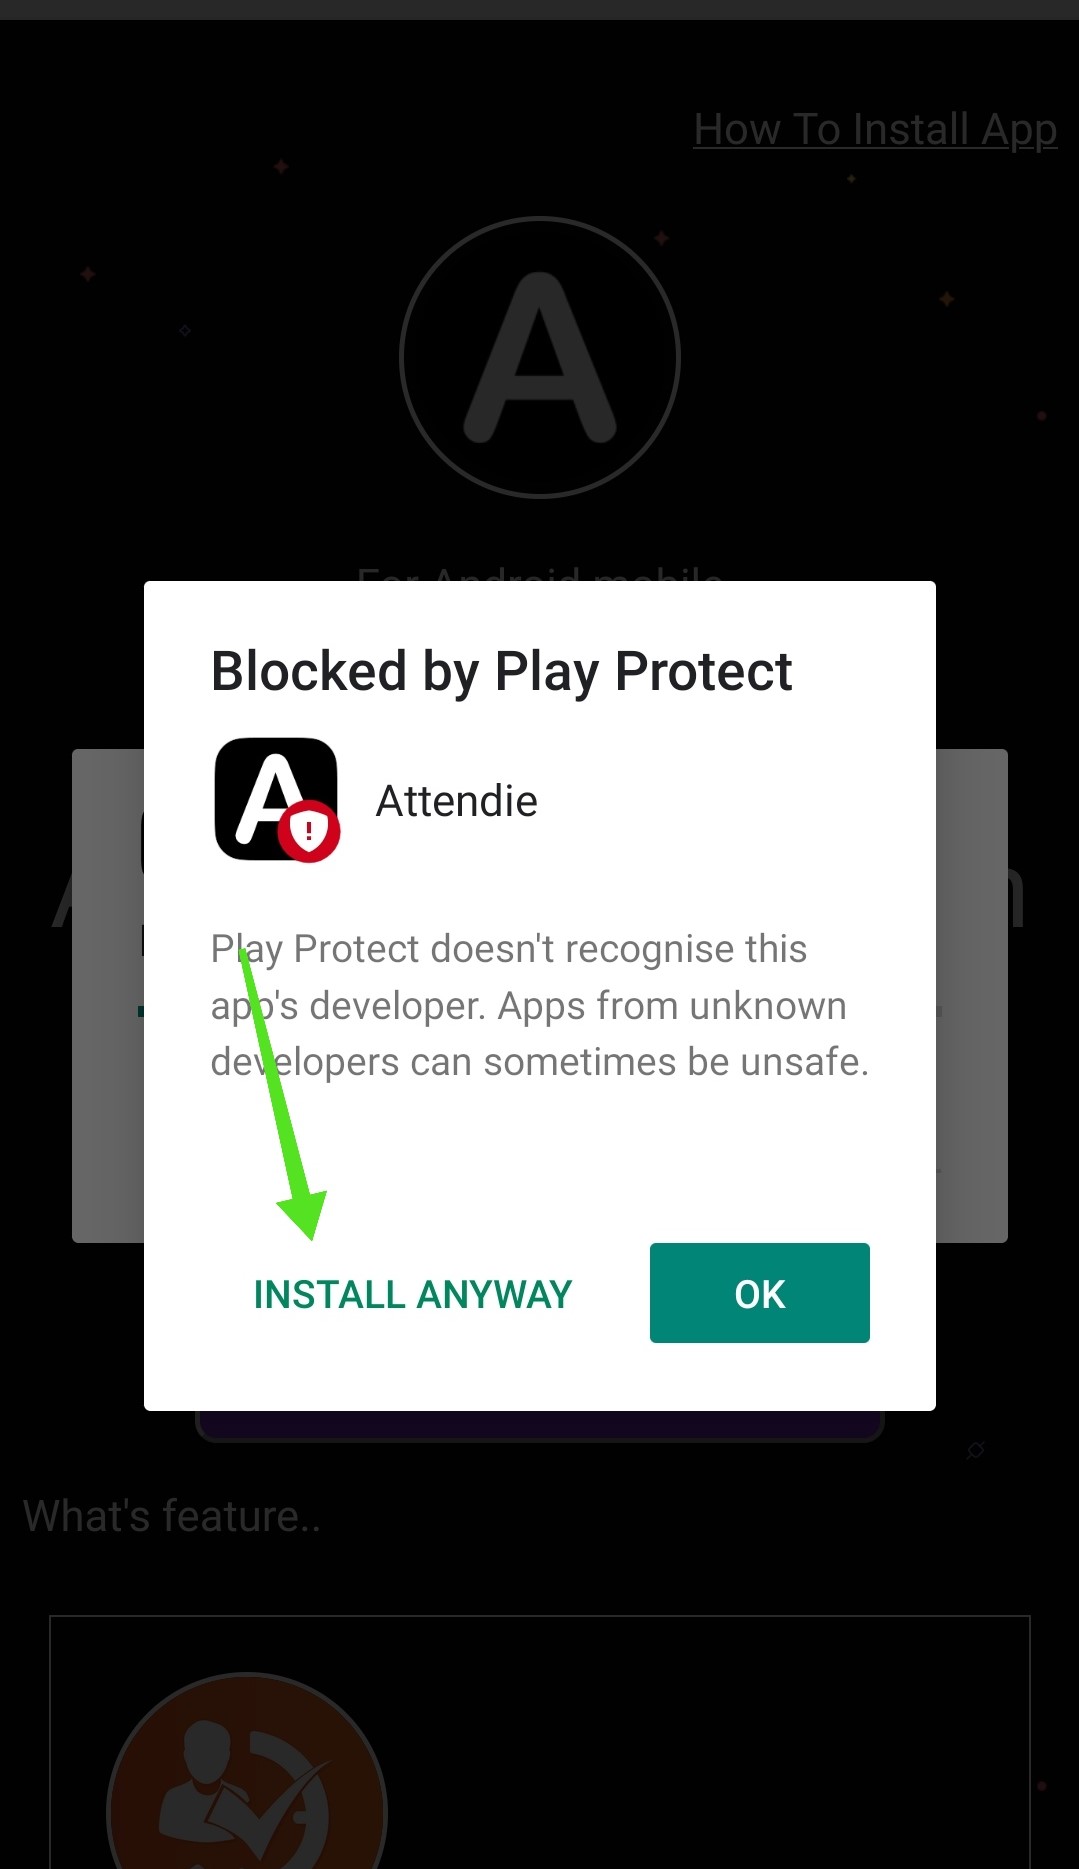 How To Install App
A
For Android mobile
Blocked by Play Protect
A
Attendie
Play Protect doesn't recognise this
app's developer. Apps from unknown
developers can sometimes be unsafe.
INSTALL ANYWAY
OK
What's feature..